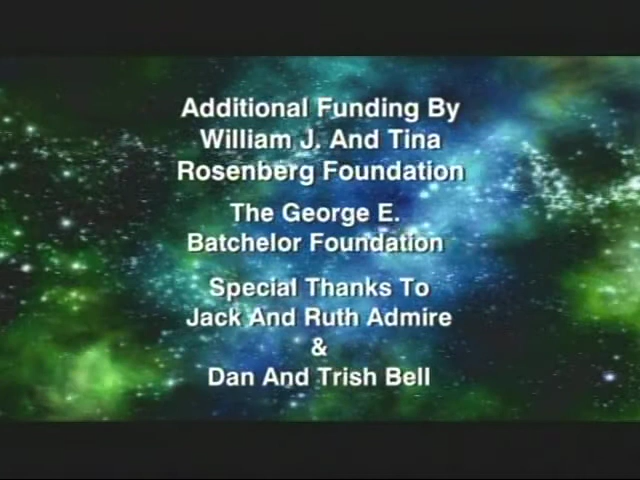 Additional Funding By
William J. And Tina
Rosenberg Foundation
The George E.
Batchelor Foundation
Special Thanks To
Jack And Ruth Admire
&
Dan And Trish Bell